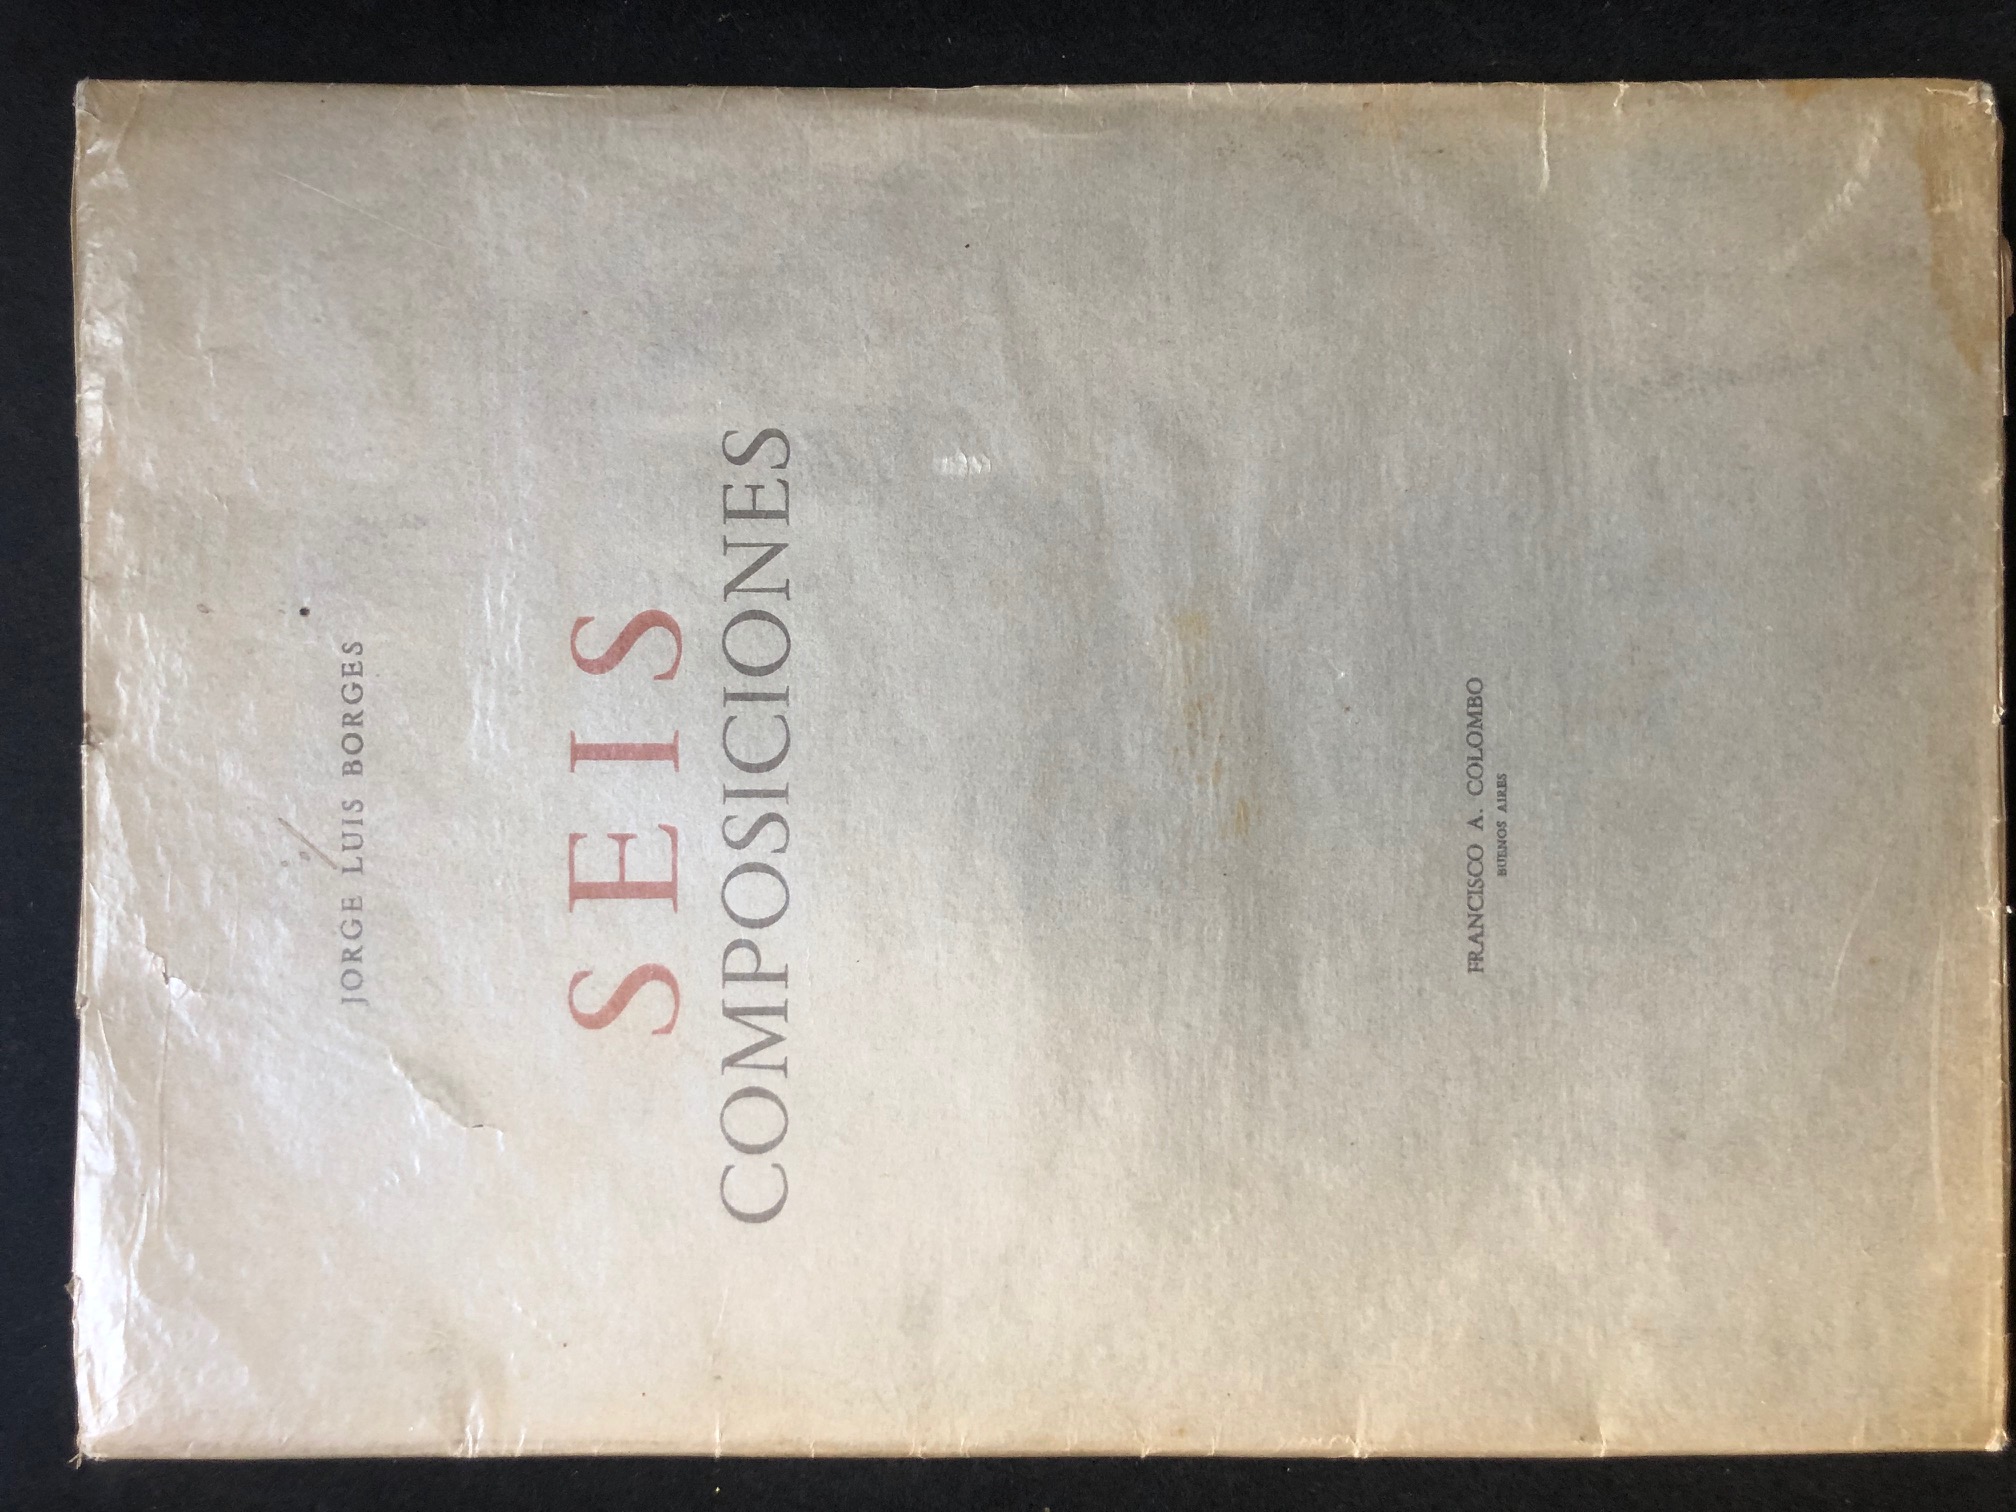 JORGE LUIS BORGES
SEIS
COMPOSICIONES
FRANCISCO A. COLOMBO
BUENOS AIRES